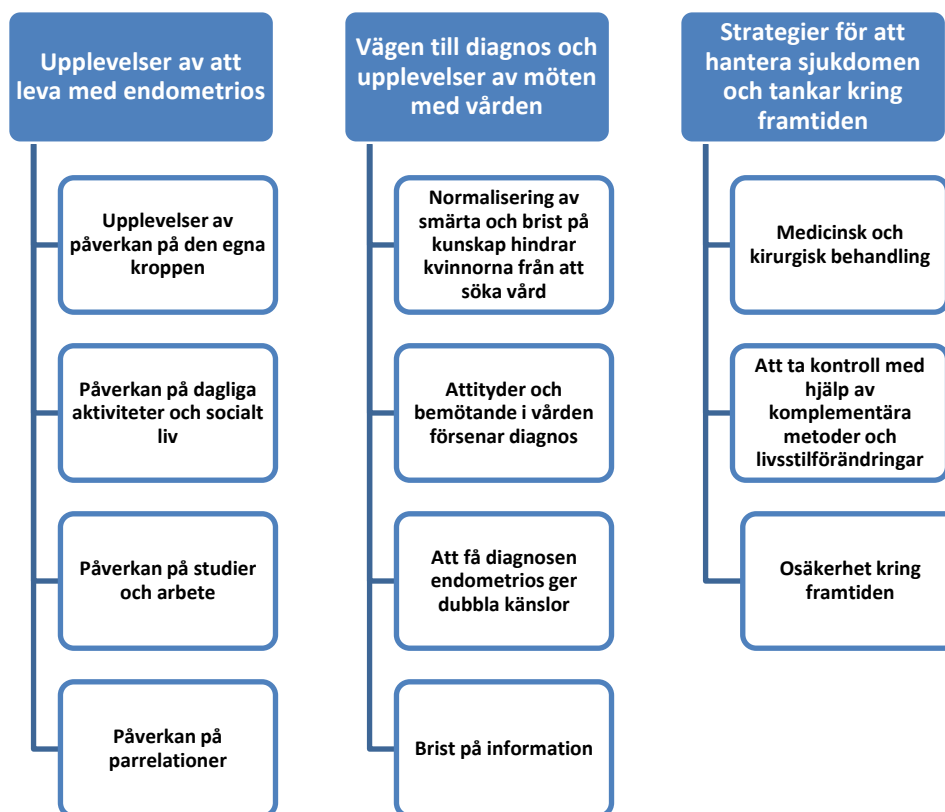 Upplevelser av att
leva med endometrios
Upplevelser av
påverkan på den egna
kroppen
Påverkan på dagliga
aktiviteter och socialt
liv
Påverkan på studier
och arbete
Påverkan på
parrelationer
Vägen till diagnos och
upplevelser av möten
med vården
Normalisering av
smärta och brist på
kunskap hindrar
kvinnorna från att
söka vård
Attityder och
bemötande i vården
försenar diagnos
Att få diagnosen
endometrios ger
dubbla känslor
Brist på information
Strategier för att
hantera sjukdomen
och tankar kring
framtiden
Medicinsk och
kirurgisk behandling
Att ta kontroll med
hjälp av
komplementära
metoder och
livsstilförändringar
Osäkerhet kring
framtiden